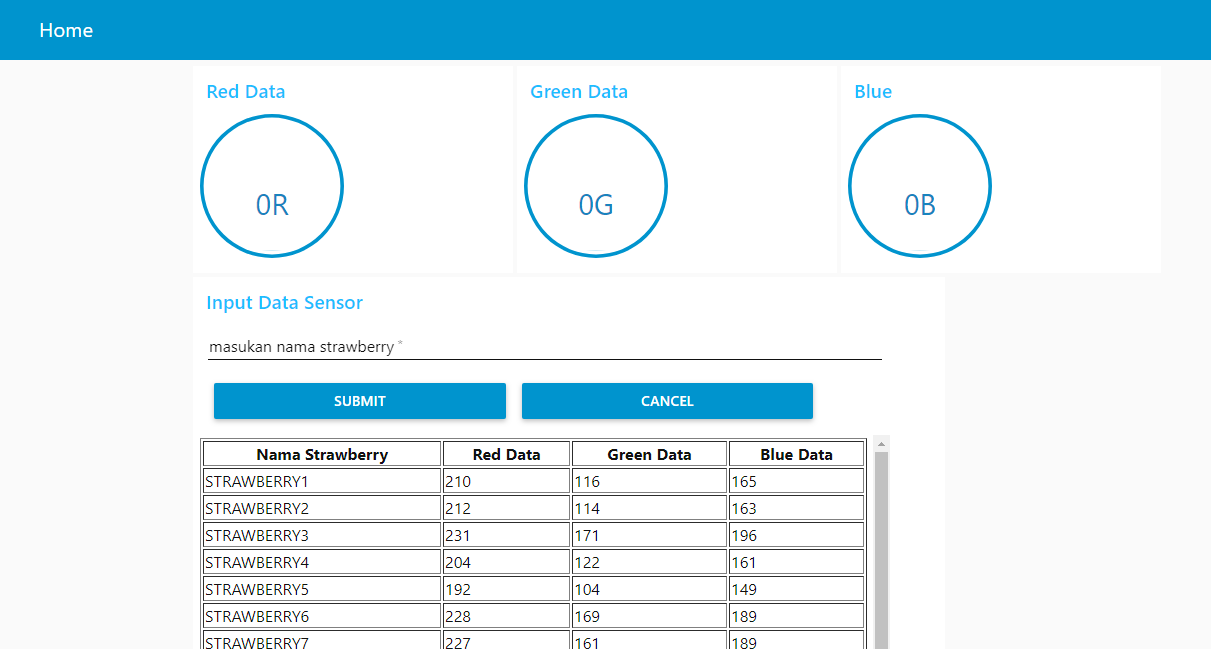 Home
Red Data Green Data Blue
0R 0G 0B
Input Data Sensor
masukan nama strawberry *
SUBMIT CANCEL
Nama Strawberry Red Data Green Data Blue Data
STRAWBERRY1 210 116 165
STRAWBERRY2 212 114 163
STRAWBERRY3 231 171 196
STRAWBERRY4 204 122 161
STRAWBERRY5 192 104 149
STRAWBERRY6 228 169 189
STRAWBERRY7 227 161 189